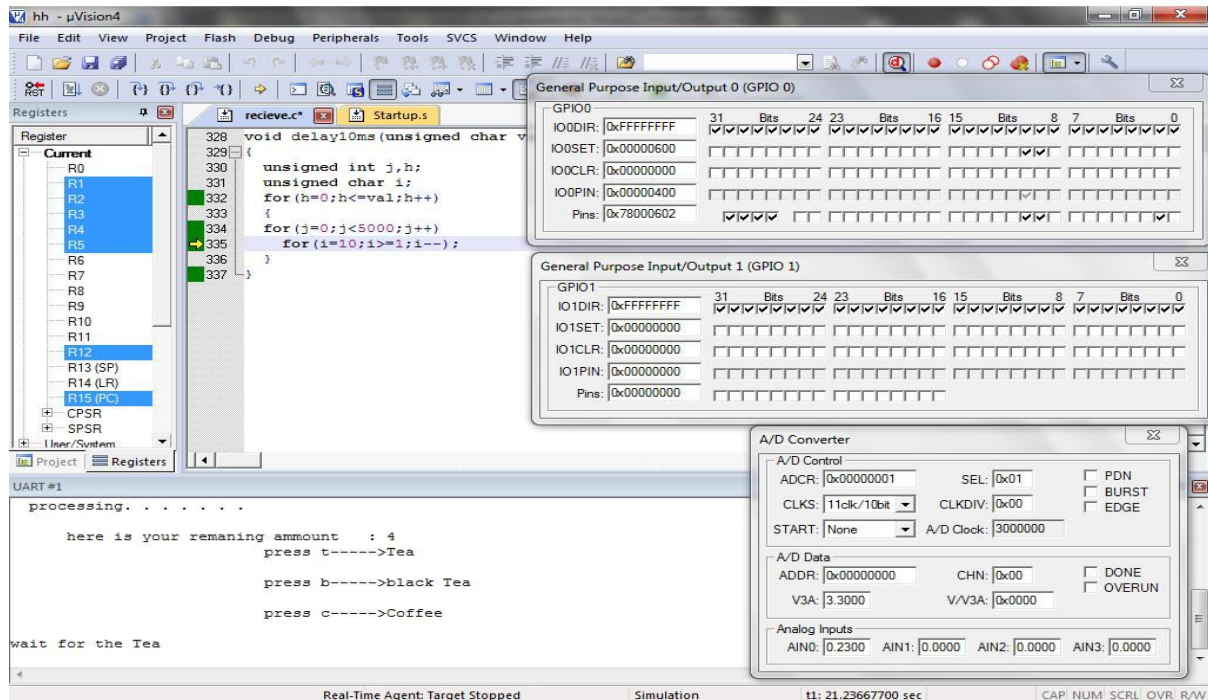 hh - µVision4
File Edit View Project Flash Debug Peripherals Tools SVCS Window Help
Registers
Register
Current
R0
R1
R2
R3
R4
R5
R6
R7
R8
R9
R10
R11
R12
R13 (SP)
R14 (LR)
R15 (PC)
CPSR
SPSR
User/System
Project Registers
recieve.c* Startup.s
328 void delay10ms(unsigned char v
329 {
330 unsigned int j,h;
331 unsigned char i;
332 for(h=0;h<=val;h++)
333 {
334 for(j=0;j<5000;j++)
335 for(i=10;i>=1;i--);
336 }
337 }
General Purpose Input/Output 0 (GPIO 0)
GPIO0
31 Bits 24 23 Bits 16 15 Bits 8 7 Bits 0
IO0DIR: 0xFFFFFFFF
IO0SET: 0x00000600
IO0CLR: 0x00000000
IO0PIN: 0x00000400
Pins: 0x78000602
General Purpose Input/Output 1 (GPIO 1)
GPIO1
31 Bits 24 23 Bits 16 15 Bits 8 7 Bits 0
IO1DIR: 0xFFFFFFFF
IO1SET: 0x00000000
IO1CLR: 0x00000000
IO1PIN: 0x00000000
Pins: 0x00000000
A/D Converter
A/D Control
ADCR: 0x00000001 SEL: 0x01 PDN
BURST
CLKS: 11clk/10bit CLKDIV: 0x00 EDGE
START: None A/D Clock: 3000000
A/D Data
ADDR: 0x00000000 CHN: 0x00 DONE
OVERUN
V3A: 3.3000 V/V3A: 0x0000
Analog Inputs
AIN0: 0.2300 AIN1: 0.0000 AIN2: 0.0000 AIN3: 0.0000
UART #1
processing. . . . . . .
here is your remaning ammount : 4
press t----->Tea
press b----->black Tea
press c----->Coffee
wait for the Tea
Real-Time Agent: Target Stopped Simulation t1: 21.23667700 sec CAP NUM SCRL OVR R/W